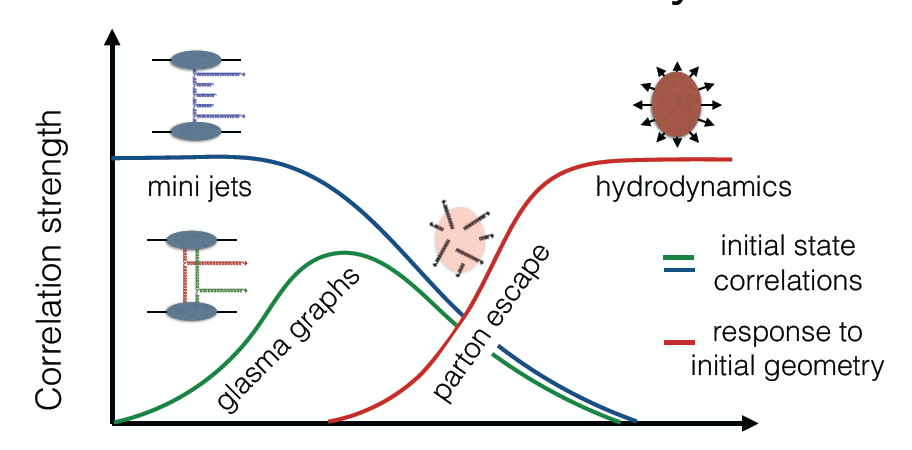 mini jets
hydrodynamics
Correlation strength
glasma graphs
parton escape
initial state
correlations
response to
initial geometry